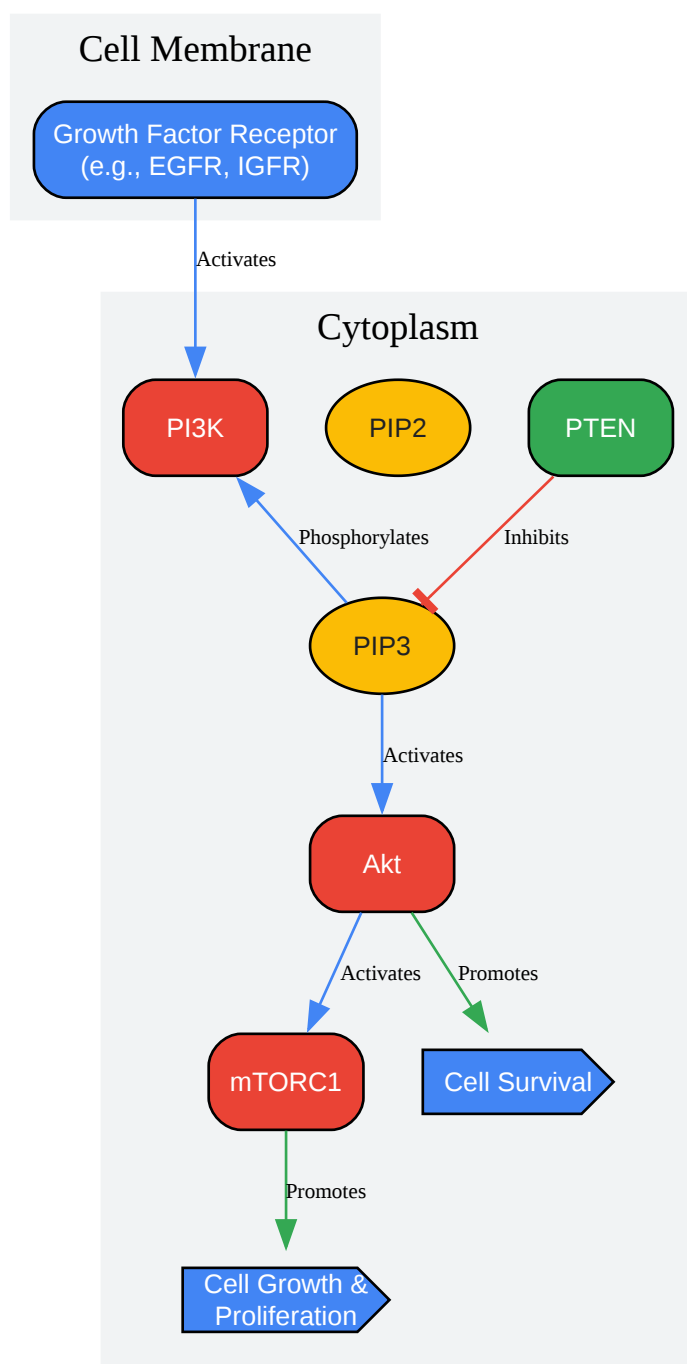 Cell Membrane
Growth Factor Receptor
(e.g., EGFR, IGFR)
Activates
Cytoplasm
PI3K
PIP2
PTEN
Phosphorylates
Inhibits
PIP3
Activates
Akt
Activates
Promotes
mTORC1
Cell Survival
Promotes
Cell Growth &
Proliferation